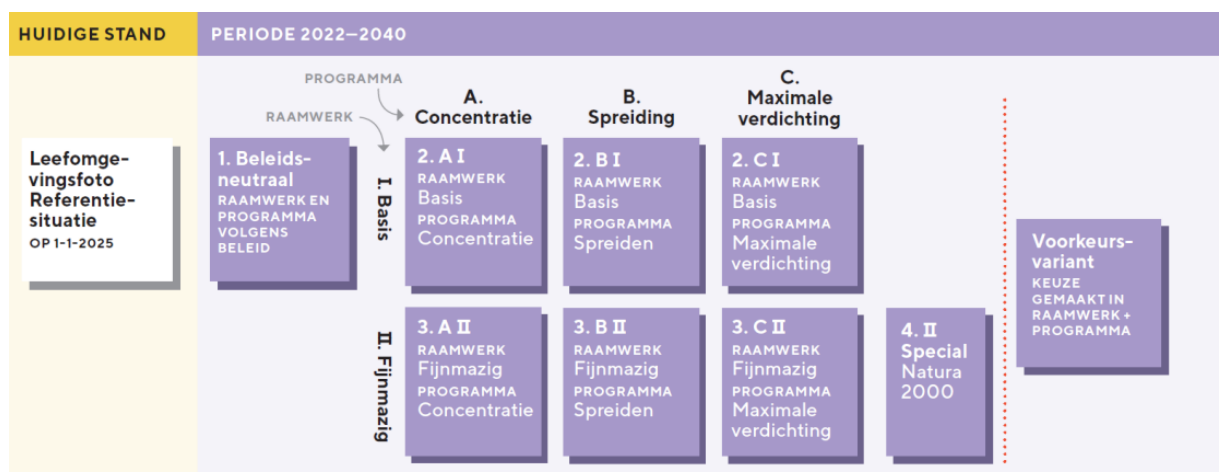 HUIDIGE STAND
PERIODE 2022—2040
PROGRAMMA
RAAMWERK
A.
Concentratie
B.
Spreiding
C.
Maximale
verdichting
Leefomge-
vingsfoto
Referentie-
situatie
OP 1-1-2025
1. Beleids-
neutraal
RAAMWERK EN
PROGRAMMA
VOLGENS
BELEID
I. Basis
2. A I
RAAMWERK
Basis
PROGRAMMA
Concentratie
2. B I
RAAMWERK
Basis
PROGRAMMA
Spreiden
2. C I
RAAMWERK
Basis
PROGRAMMA
Maximale
verdichting
II. Fijnmazig
3. A II
RAAMWERK
Fijnmazig
PROGRAMMA
Concentratie
3. B II
RAAMWERK
Fijnmazig
PROGRAMMA
Spreiden
3. C II
RAAMWERK
Fijnmazig
PROGRAMMA
Maximale
verdichting
4. II
Special
Natura
2000
Voorkeurs-
variant
KEUZE
GEMAAKT IN
RAAMWERK +
PROGRAMMA